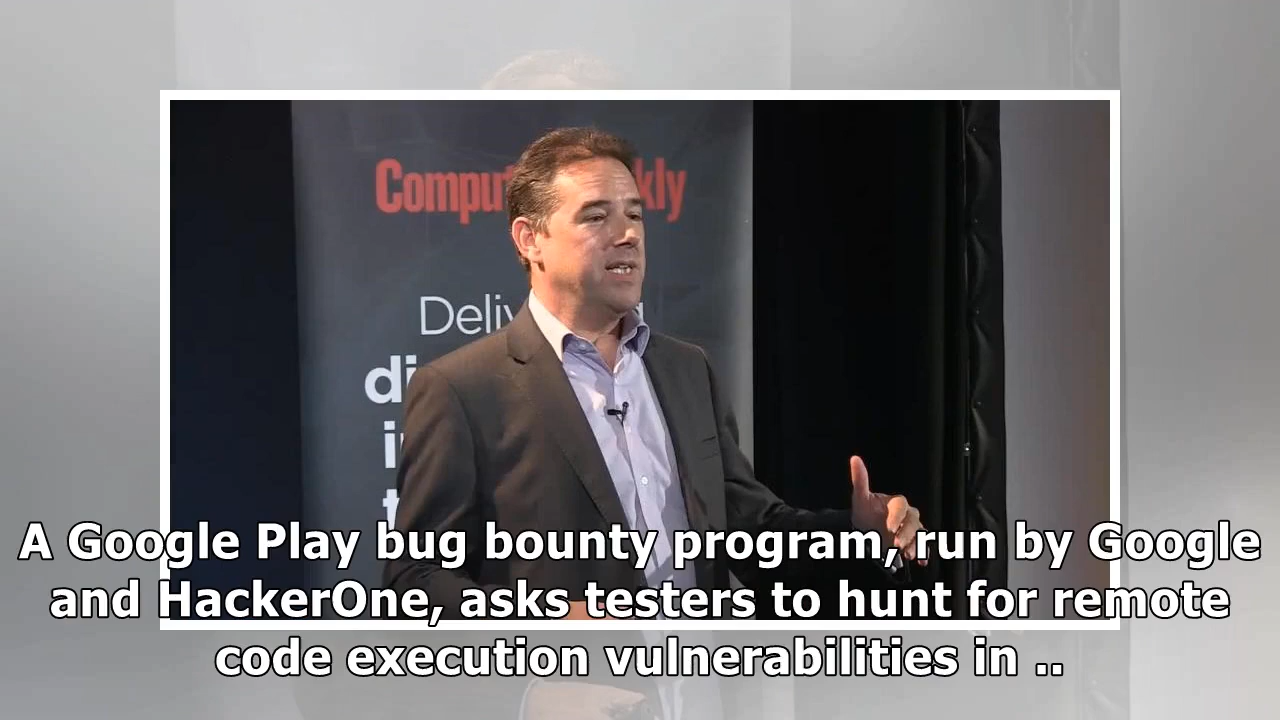 Deliv
A Google Play bug bounty program, run by Google
and HackerOne, asks testers to hunt for remote
code execution vulnerabilities in ..